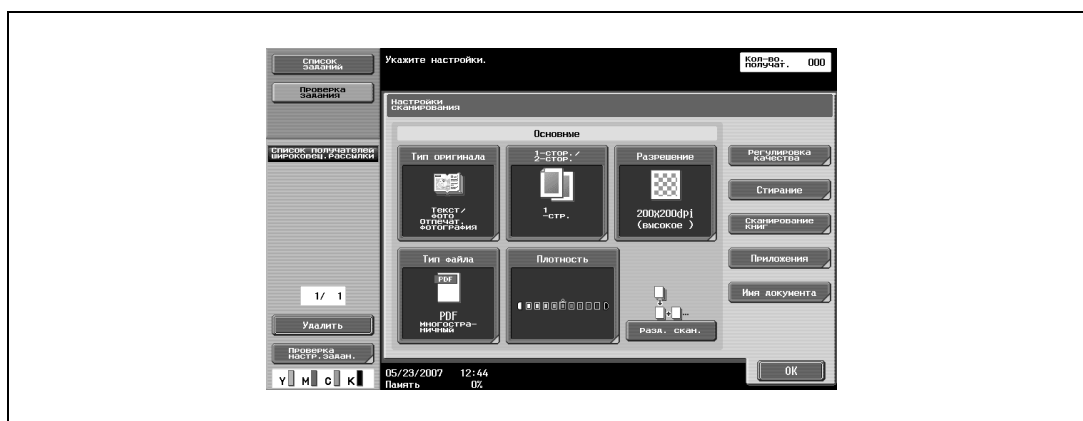 Список
заданий
Укажите настройки.
Кол-во.
получат.
000
Проверка
задания
Настройки
сканирования
Основные
Список получателей
широковещ.рассылки
Тип оригинала
1-стор./
2-стор.
Разрешение
Регулировка
качества
Стирание
Текст/
фото
Отпечат.
фотография
1
-стр.
200x200dpi
(высокое )
Сканирование
книг
Тип файла
Плотность
Приложения
PDF
PDF
многостра-
ничный
Имя документа
1/ 1
Удалить
Разд. скан.
Проверка
настр.задан.
Y M C K
05/23/2007 12:44
Память 0%
OK